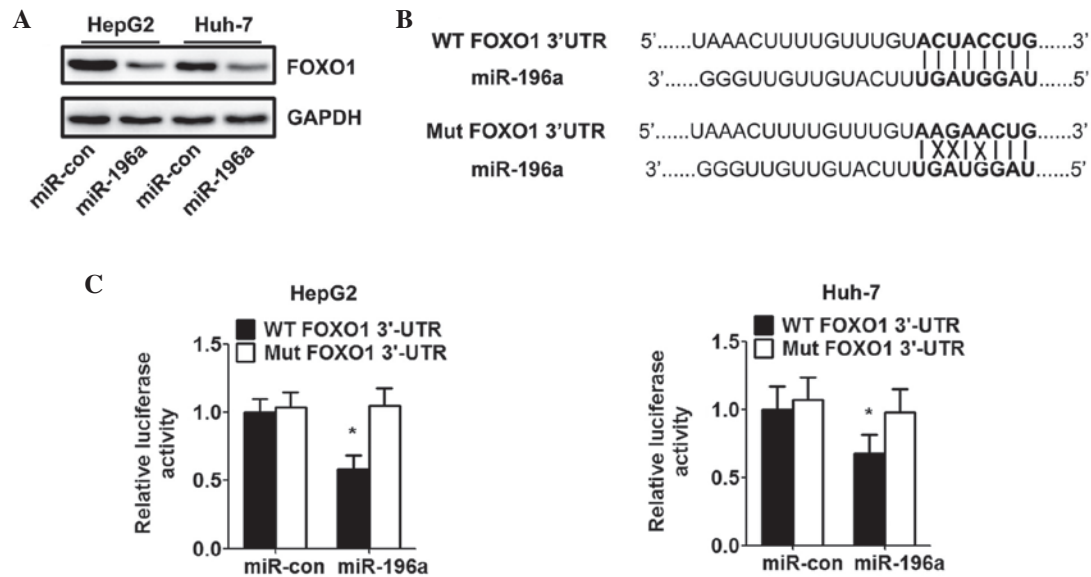 A
HepG2 Huh-7
FOXO1
GAPDH
miR-con miR-196a miR-con miR-196a
B
WT FOXO1 3'UTR 5'......UAAACUUUUGUUUGUACUACCUG......3'
miR-196a 3'......GGGUUGUUGUACUUUGAUGGAU......5'
Mut FOXO1 3'UTR 5'......UAAACUUUUGUUUGUAAGAACUG......3'
miR-196a 3'......GGGUUGUUGUACUUUGAUGGAU......5'
C
HepG2
WT FOXO1 3'-UTR
Mut FOXO1 3'-UTR
Relative luciferase
activity
1.5
1.0
0.5
0.0
*
miR-con miR-196a
Huh-7
WT FOXO1 3'-UTR
Mut FOXO1 3'-UTR
Relative luciferase
activity
1.5
1.0
0.5
0.0
*
miR-con miR-196a